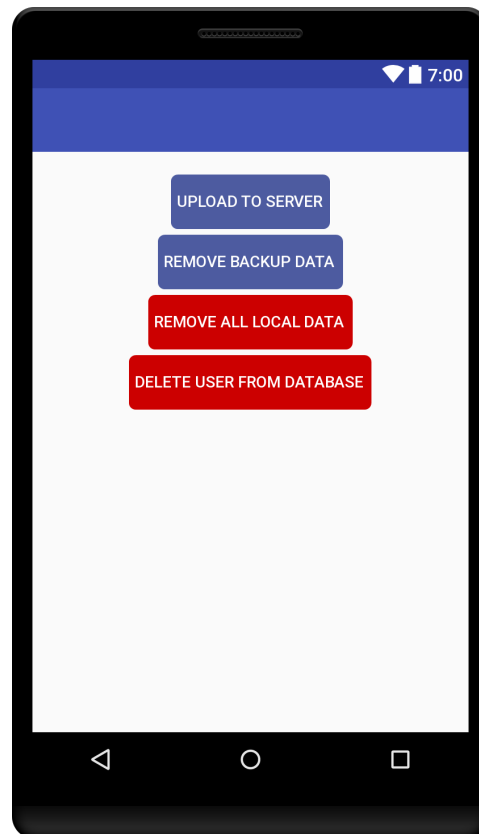 7:00
UPLOAD TO SERVER
REMOVE BACKUP DATA
REMOVE ALL LOCAL DATA
DELETE USER FROM DATABASE